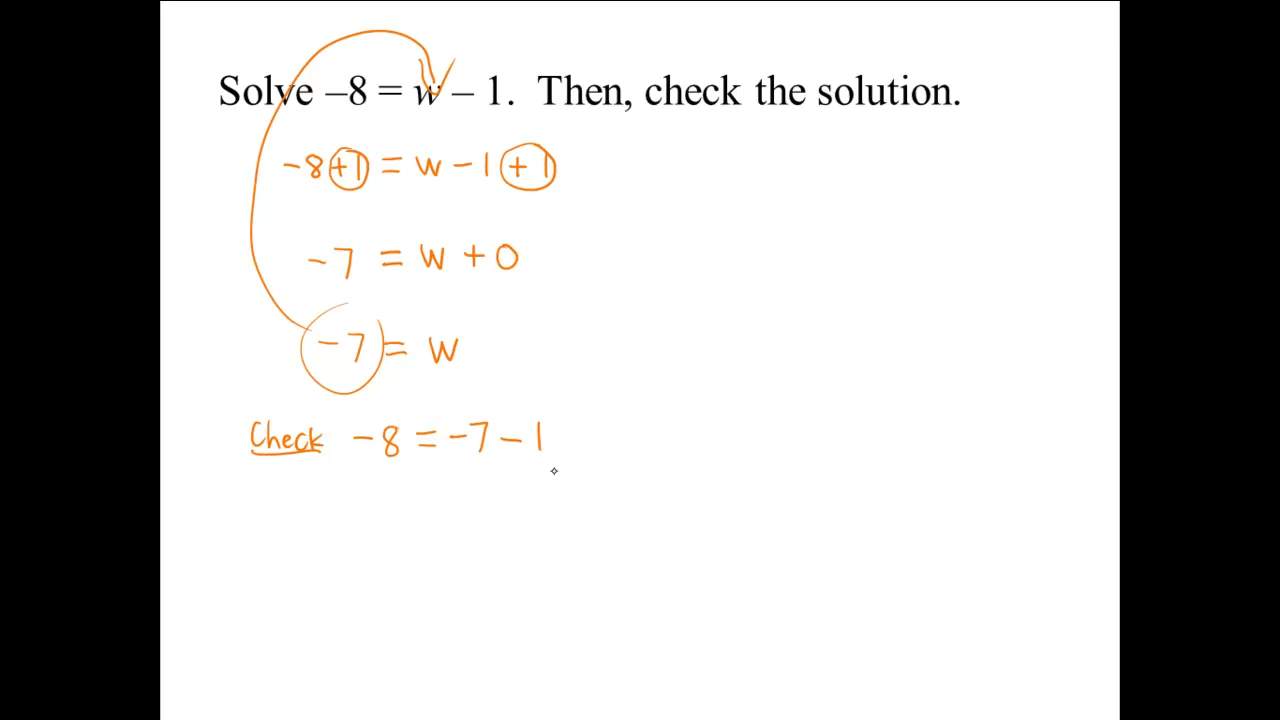 Solve –8 = w – 1. Then, check the solution.
-8 +1 = w - 1 + 1
-7 = w + 0
-7 = w
Check -8 = -7 - 1